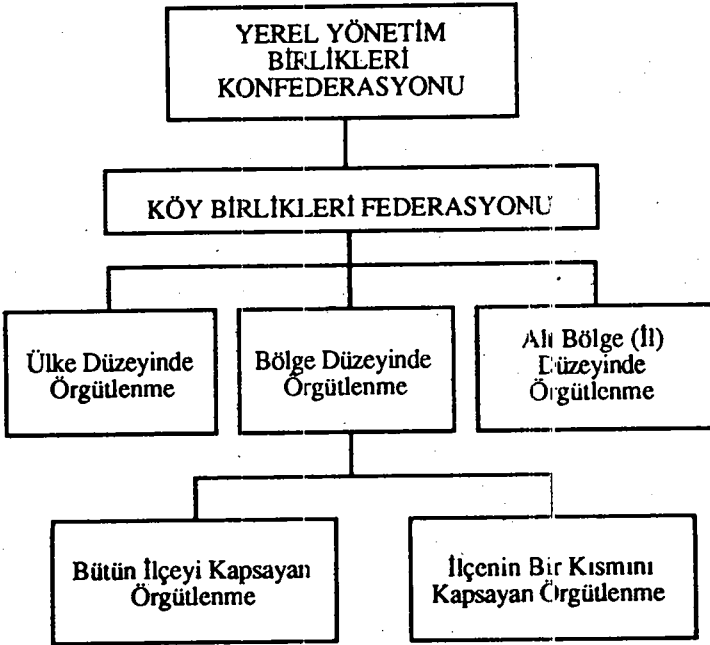 YEREL YÖNETİM
BİRLİKLERİ
KONFEDERASYONU
KÖY BİRLİKLERİ FEDERASYONU
Ülke Düzeyinde
Örgütlenme
Bölge Düzeyinde
Örgütlenme
Alt Bölge (İl)
Düzeyinde
Örgütlenme
Bütün İlçeyi Kapsayan
Örgütlenme
İlçenin Bir Kısmını
Kapsayan Örgütlenme